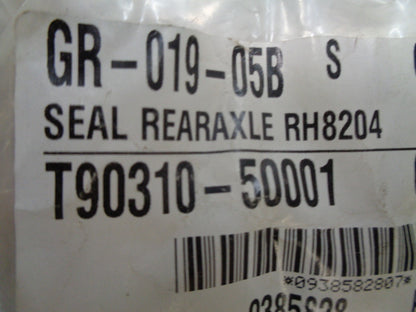 GR-019-05B S
SEAL REARAXLE RH8204
T90310-50001
*0938582807*